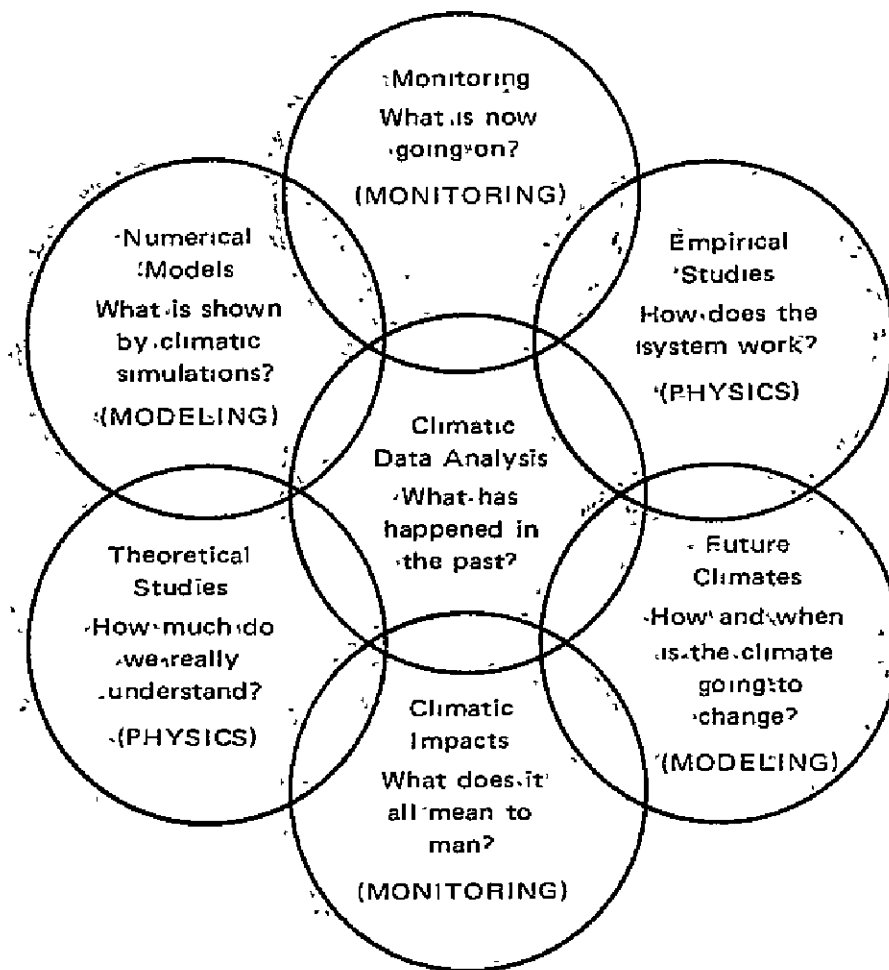 Monitoring
What is now
going on?
(MONITORING)
Numerical
Models
What is shown
by climatic
simulations?
(MODELING)
Empirical
Studies
How does the
system work?
(PHYSICS)
Climatic
Data Analysis
What has
happened in
the past?
Theoretical
Studies
How much do
we really
understand?
(PHYSICS)
Future
Climates
How and when
is the climate
going to
change?
(MODELING)
Climatic
Impacts
What does it
all mean to
man?
(MONITORING)